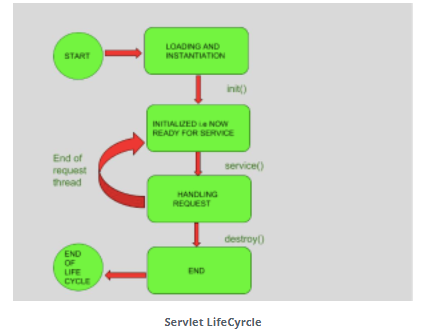 START
LOADING AND
INSTANTIATION
init()
INITIALIZED i.e NOW
READY FOR SERVICE
End of
request
thread
service()
HANDLING
REQUEST
destroy()
END
OF
LIFE
CYCLE
END
Servlet LifeCyrcle